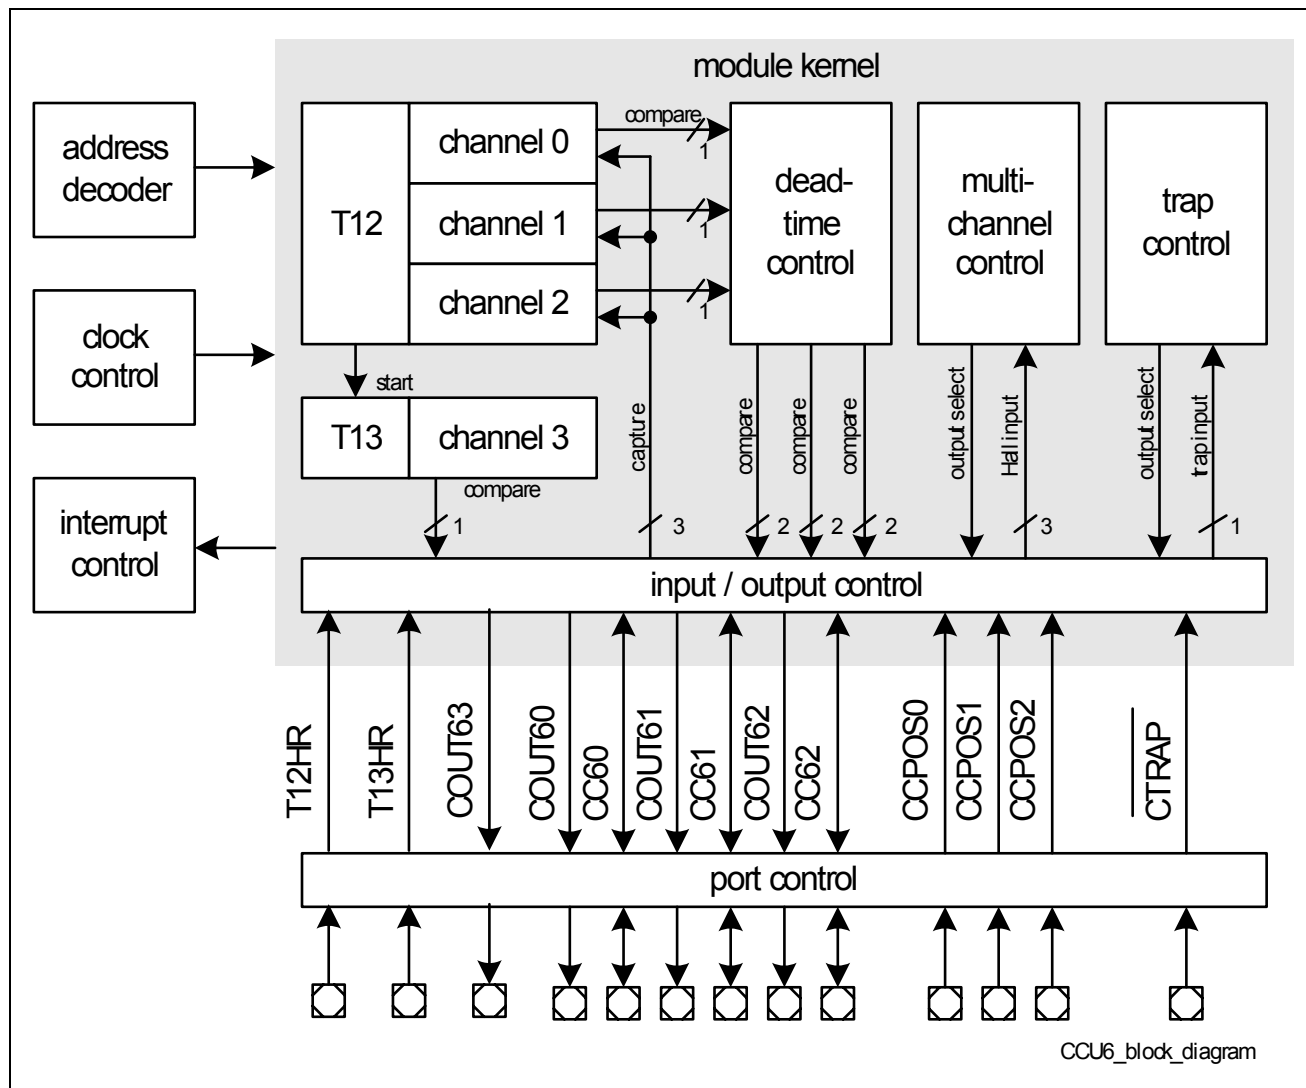 module kernel
address
decoder
clock
control
interrupt
control
T12
channel 0
channel 1
channel 2
compare
1
1
1
dead-
time
control
multi-
channel
control
trap
control
start
T13
channel 3
compare
1
capture
3
compare
2
compare
2
compare
2
output select
Hall input
3
output select
trap input
1
input / output control
T12HR
T13HR
COUT63
COUT60
CC60
COUT61
CC61
COUT62
CC62
CCPOS0
CCPOS1
CCPOS2
CTRAP
port control
CCU6_block_diagram